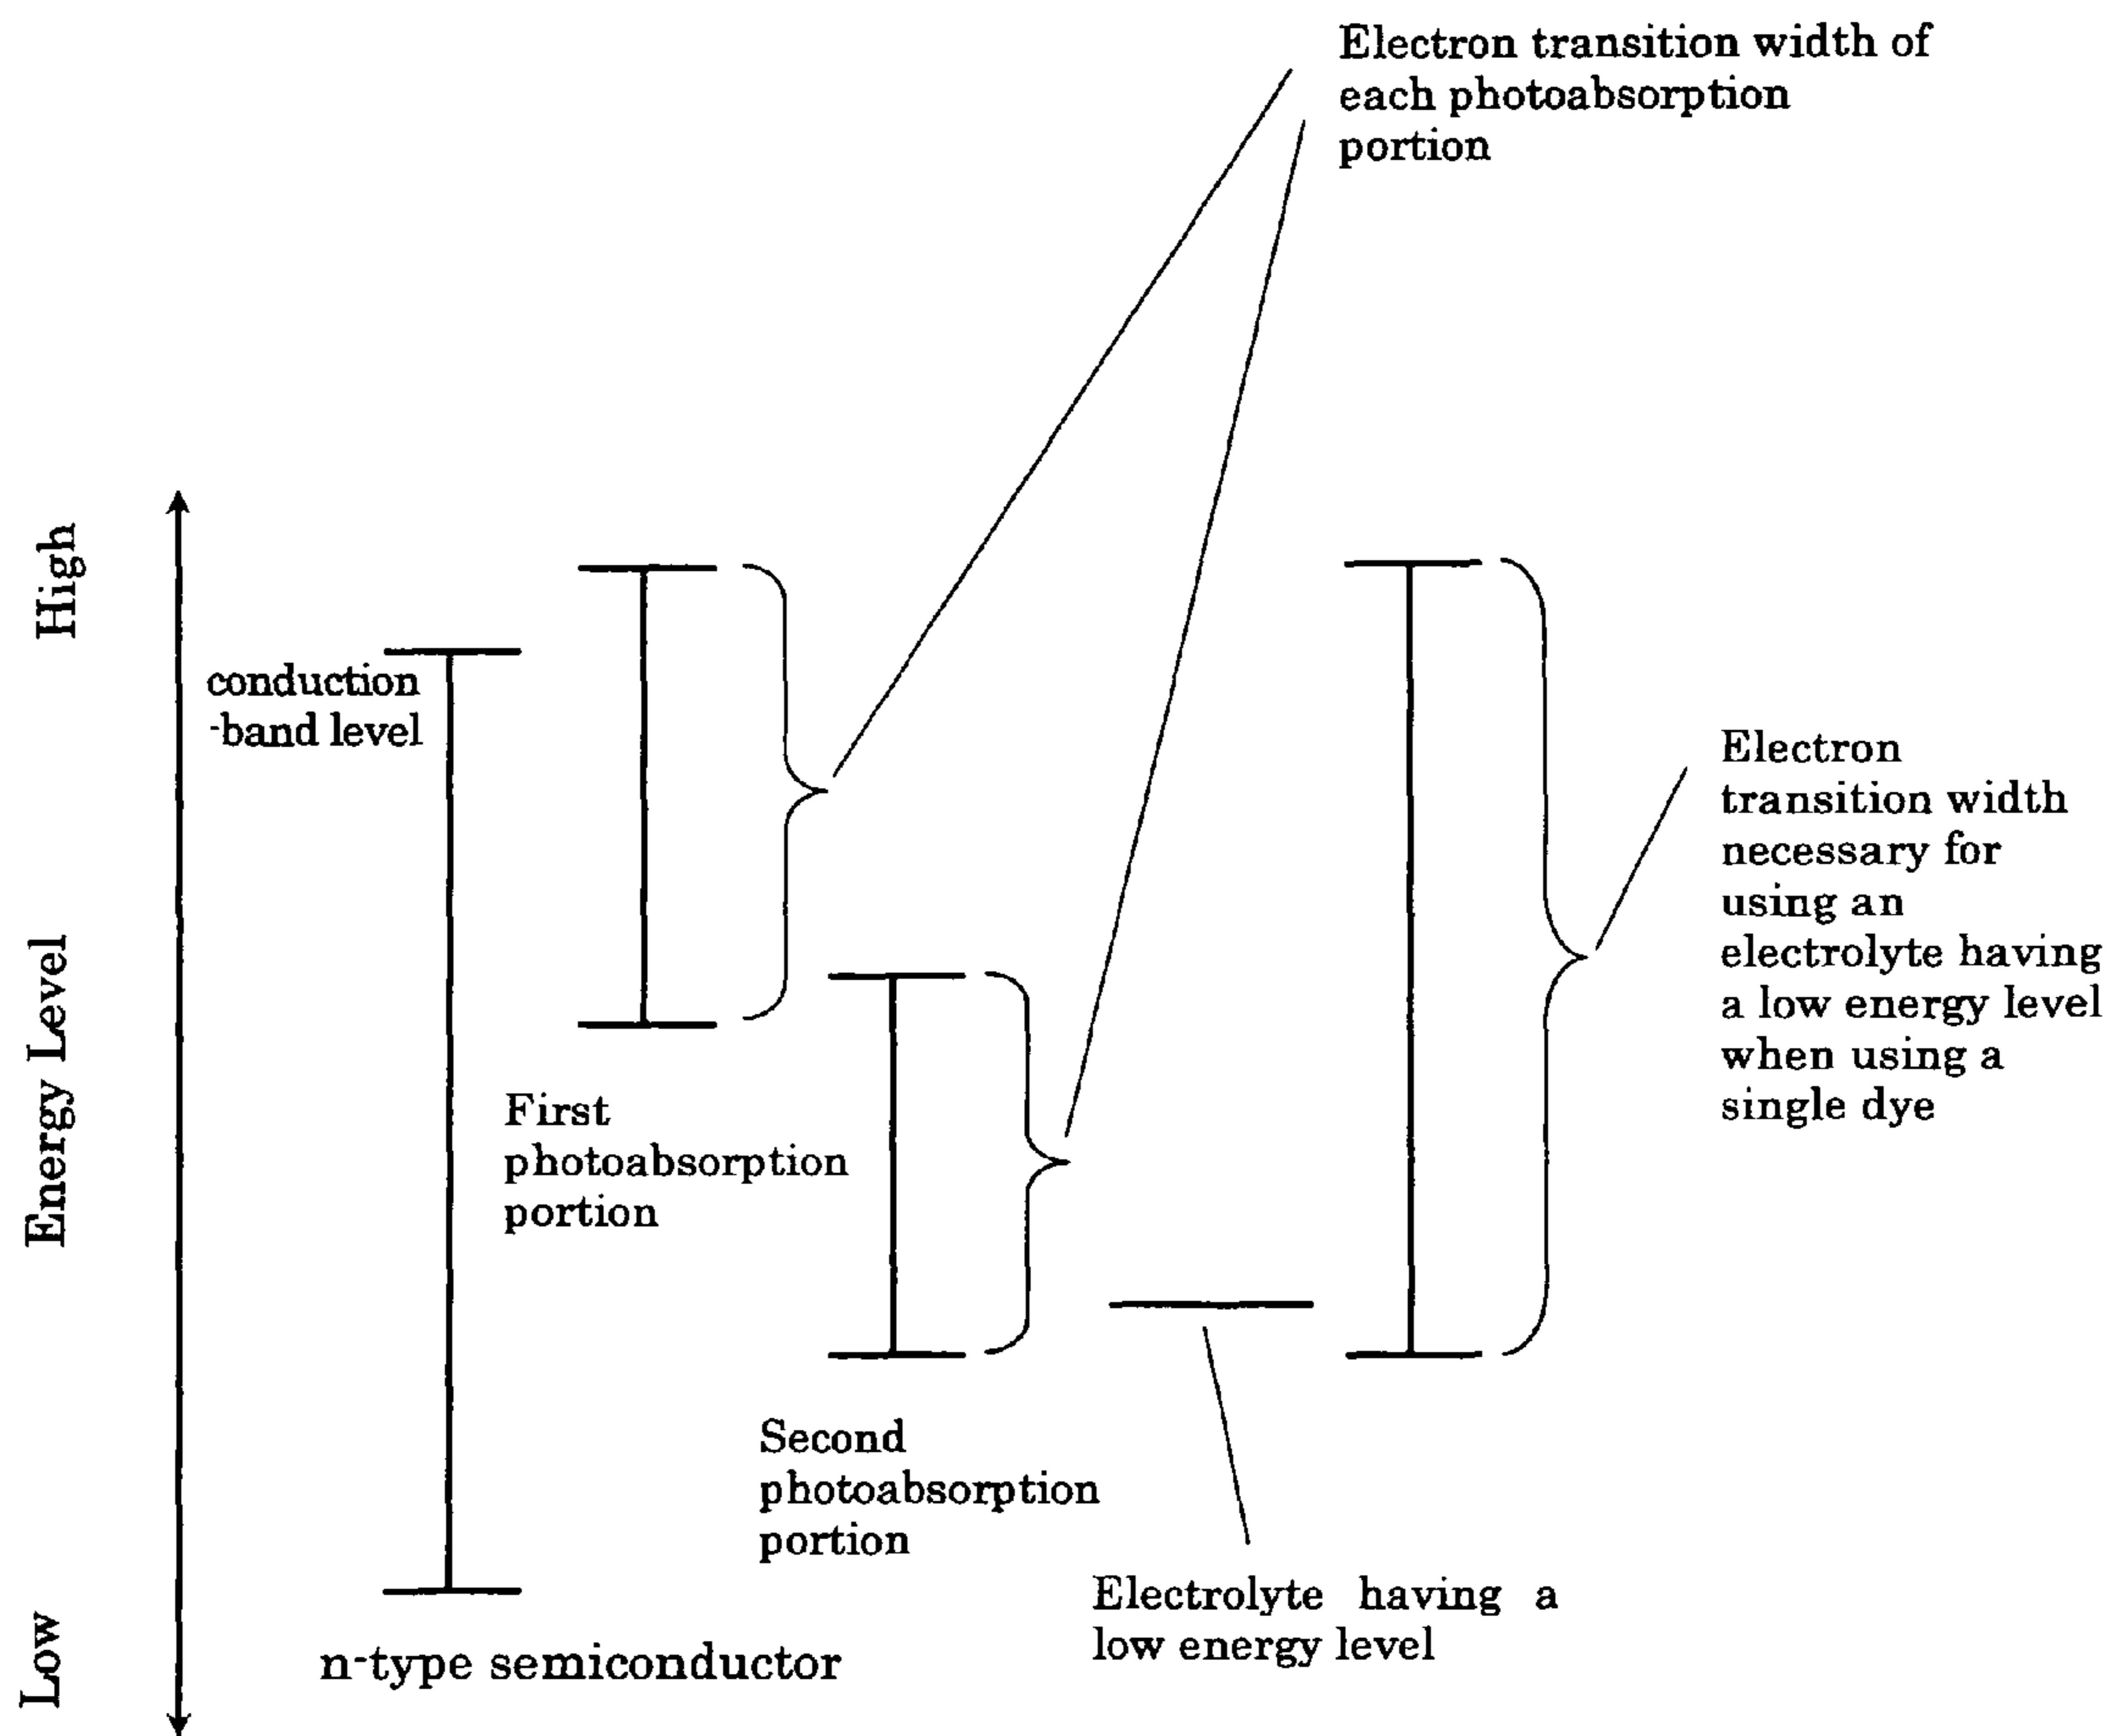 Electron transition width of
each photoabsorption
portion
High
conduction
-band level
Electron
transition width
necessary for
using an
electrolyte having
a low energy level
when using a
single dye
Energy Level
First
photoabsorption
portion
Second
photoabsorption
portion
Electrolyte having a
low energy level
Low
n-type semiconductor